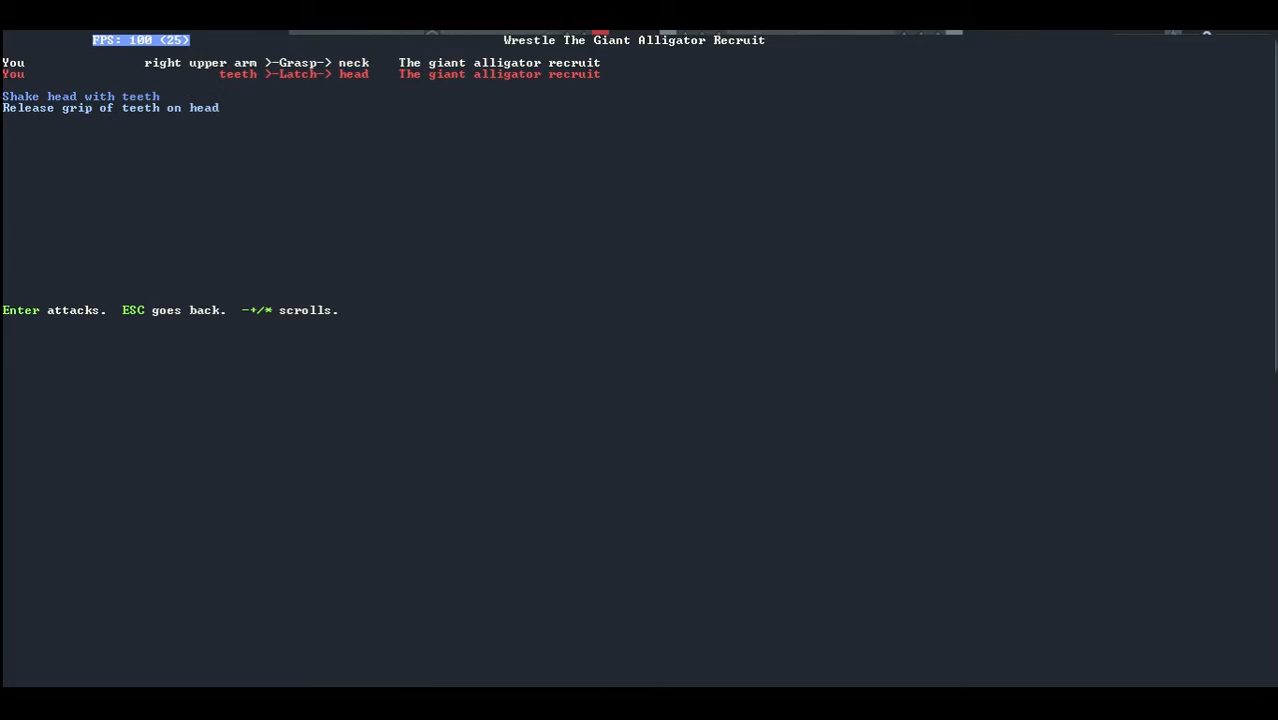 FPS: 100 (25) Wrestle The Giant Alligator Recruit
You right upper arm >-Grasp-> neck The giant alligator recruit
You teeth >-Latch-> head The giant alligator recruit
Shake head with teeth
Release grip of teeth on head
Enter attacks. ESC goes back. -+/* scrolls.